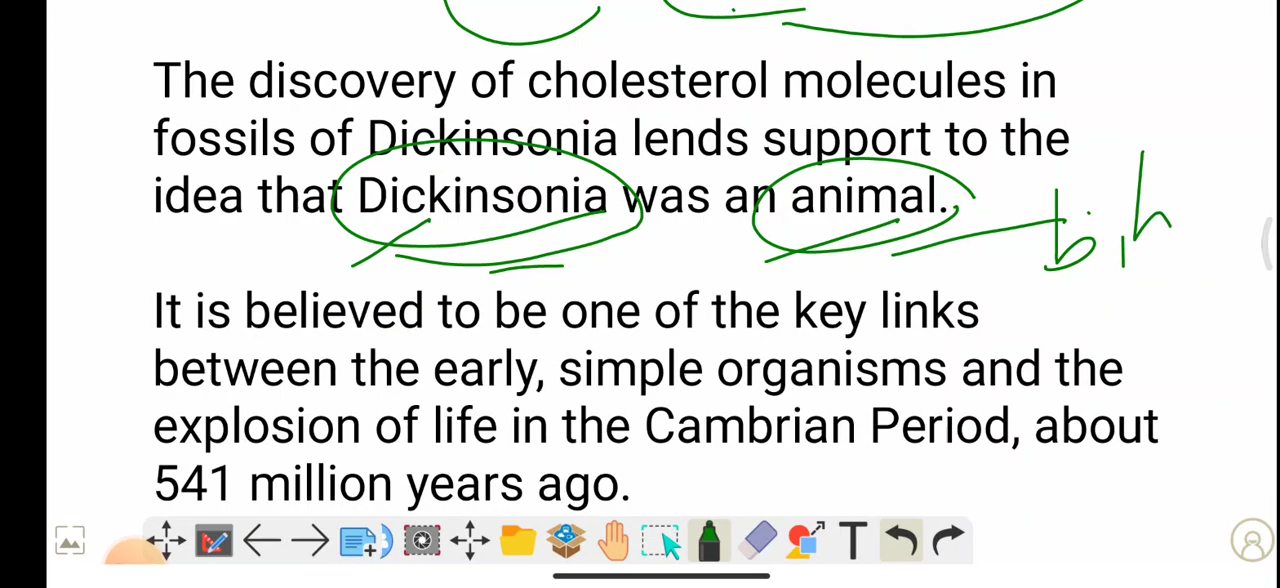 The discovery of cholesterol molecules in
fossils of Dickinsonia lends support to the
idea that Dickinsonia was an animal.
It is believed to be one of the key links
between the early, simple organisms and the
explosion of life in the Cambrian Period, about
541 million years ago.
T